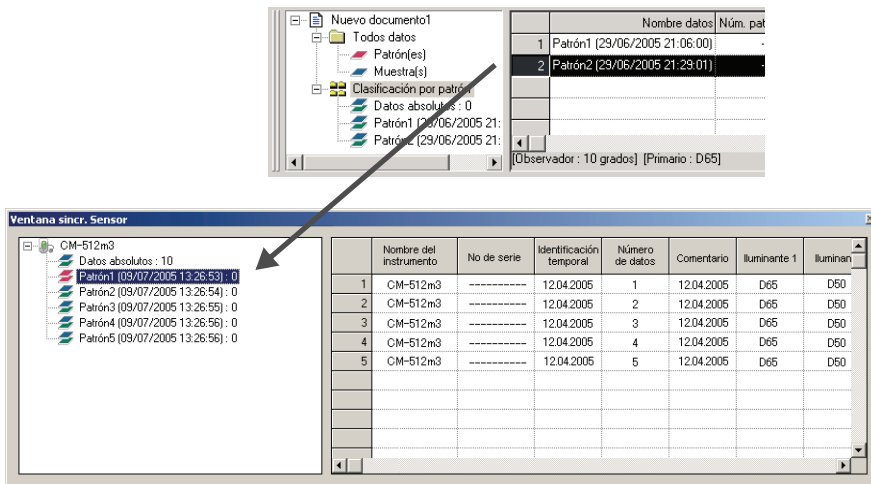 Nuevo documento1
Todos datos
Patrón(es)
Muestra(s)
Clasificación por patrón
Datos absolutos : 0
Patrón1 (29/06/2005 21:
Patrón2 (29/06/2005 21:
Nombre datos Núm. pat
1 Patrón1 (29/06/2005 21:06:00) -
2 Patrón2 (29/06/2005 21:29:01) -
[Observador : 10 grados] [Primario : D65]
Ventana sincr. Sensor
CM-512m3
Datos absolutos : 10
Patrón1 (09/07/2005 13:26:53) : 0
Patrón2 (09/07/2005 13:26:54) : 0
Patrón3 (09/07/2005 13:26:55) : 0
Patrón4 (09/07/2005 13:26:56) : 0
Patrón5 (09/07/2005 13:26:56) : 0
Nombre del instrumento No de serie Identificación temporal Número de datos Comentario Iluminante 1 Iluminan
1 CM-512m3 ---------- 12.04.2005 1 12.04.2005 D65 D50
2 CM-512m3 ---------- 12.04.2005 2 12.04.2005 D65 D50
3 CM-512m3 ---------- 12.04.2005 3 12.04.2005 D65 D50
4 CM-512m3 ---------- 12.04.2005 4 12.04.2005 D65 D50
5 CM-512m3 ---------- 12.04.2005 5 12.04.2005 D65 D50